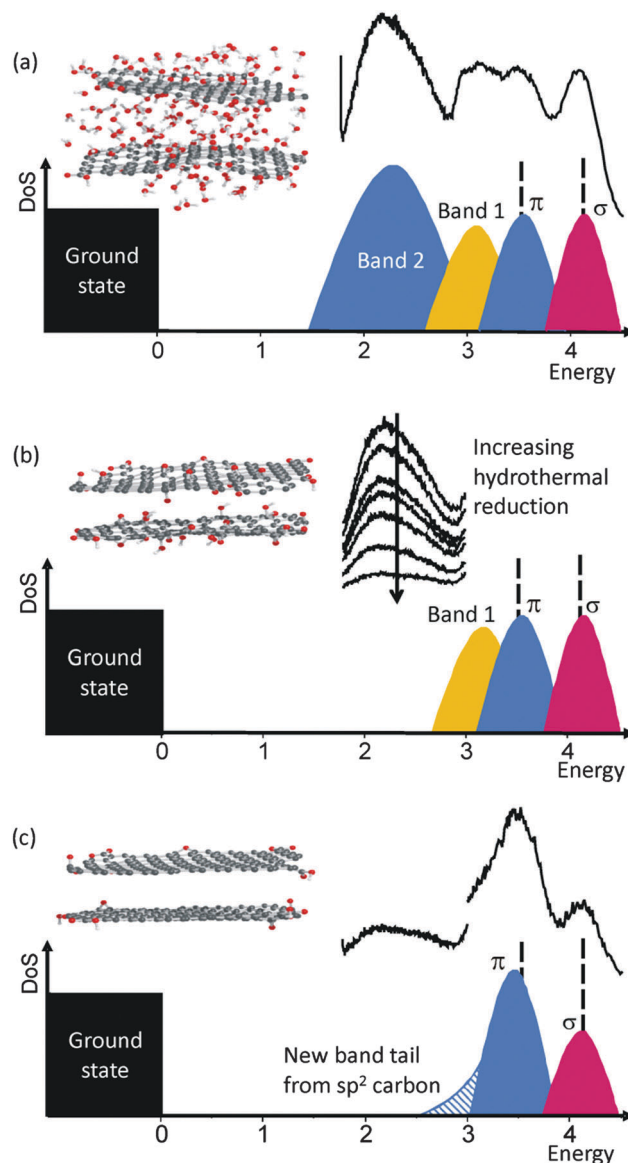 (a)
DoS
Ground
state
Band 2
Band 1
π
σ
0
1
2
3
4
Energy
(b)
Increasing
hydrothermal
reduction
DoS
Ground
state
Band 1
π
σ
0
1
2
3
4
Energy
(c)
DoS
Ground
state
New band tail
from sp² carbon
π
σ
0
1
2
3
4
Energy